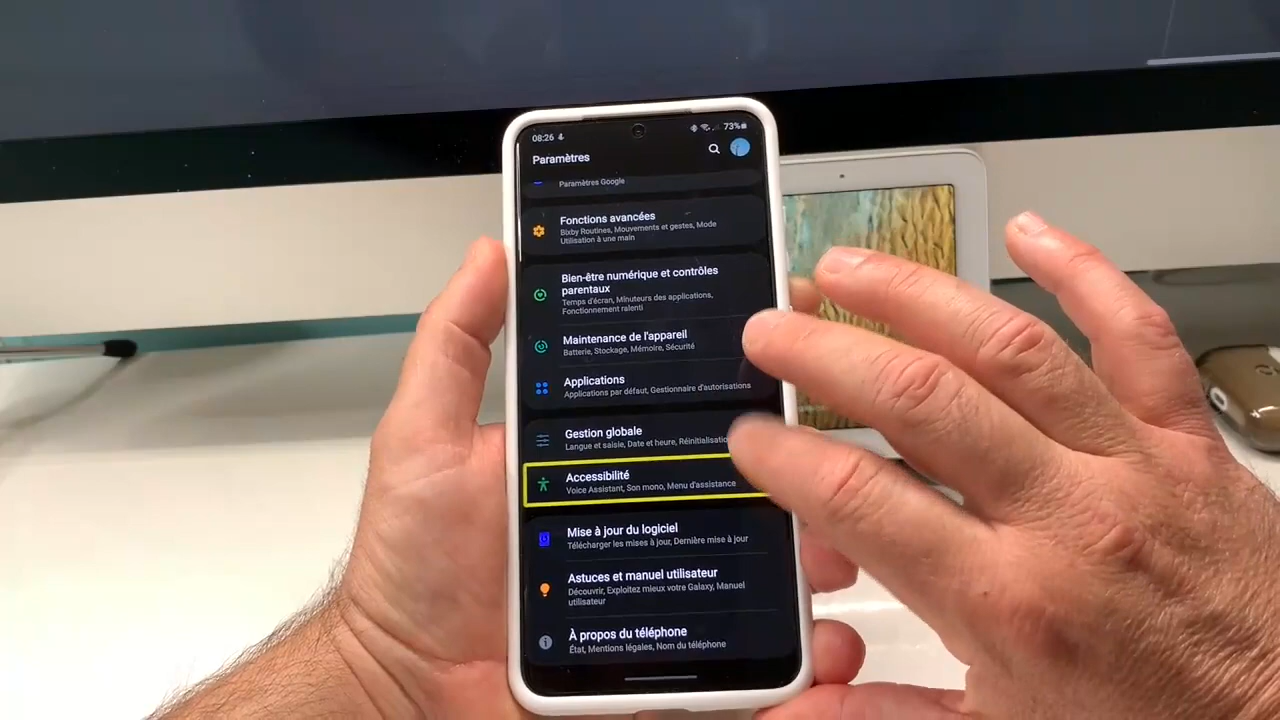 08:26
73%
Paramètres
Paramètres Google
Fonctions avancées
Bixby Routines, Mouvements et gestes, Mode
Utilisation à une main
Bien-être numérique et contrôles
parentaux
Temps d'écran, Minuteurs des applications,
Fonctionnement ralenti
Maintenance de l'appareil
Batterie, Stockage, Mémoire, Sécurité
Applications
Applications par défaut, Gestionnaire d'autorisations
Gestion globale
Langue et saisie, Date et heure, Réinitialisatio
Accessibilité
Voice Assistant, Son mono, Menu d'assistance
Mise à jour du logiciel
Télécharger les mises à jour, Dernière mise à jour
Astuces et manuel utilisateur
Découvrir, Exploitez mieux votre Galaxy, Manuel
utilisateur
À propos du téléphone
État, Mentions légales, Nom du téléphone